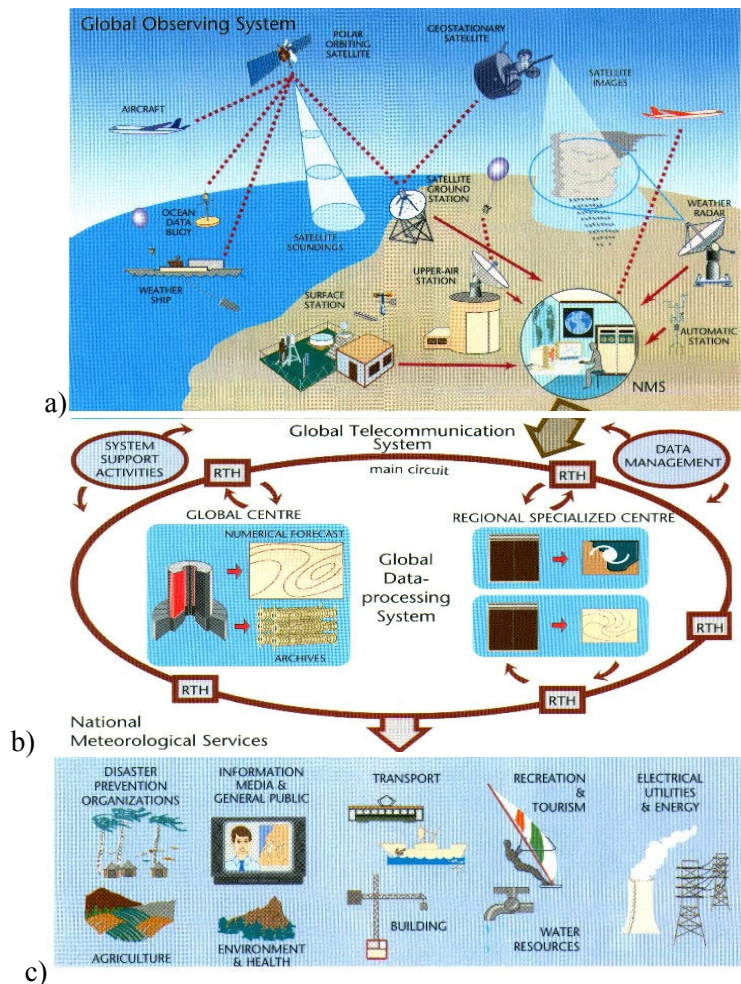 Global Observing System
POLAR
ORBITING
SATELLITE
GEOSTATIONARY
SATELLITE
SATELLITE
IMAGES
AIRCRAFT
OCEAN
DATA
BUOY
SATELLITE
GROUND
STATION
WEATHER
RADAR
SATELLITE
SOUNDINGS
WEATHER
SHIP
UPPER-AIR
STATION
SURFACE
STATION
AUTOMATIC
STATION
NMS
a)
SYSTEM
SUPPORT
ACTIVITIES
Global Telecommunication
System
main circuit
DATA
MANAGEMENT
RTH
RTH
GLOBAL CENTRE
NUMERICAL FORECAST
ARCHIVES
REGIONAL SPECIALIZED CENTRE
Global
Data-
processing
System
RTH
RTH
RTH
b)
National
Meteorological Services
DISASTER
PREVENTION
ORGANIZATIONS
INFORMATION
MEDIA &
GENERAL PUBLIC
TRANSPORT
RECREATION
&
TOURISM
ELECTRICAL
UTILITIES
& ENERGY
AGRICULTURE
ENVIRONMENT
& HEALTH
BUILDING
WATER
RESOURCES
c)